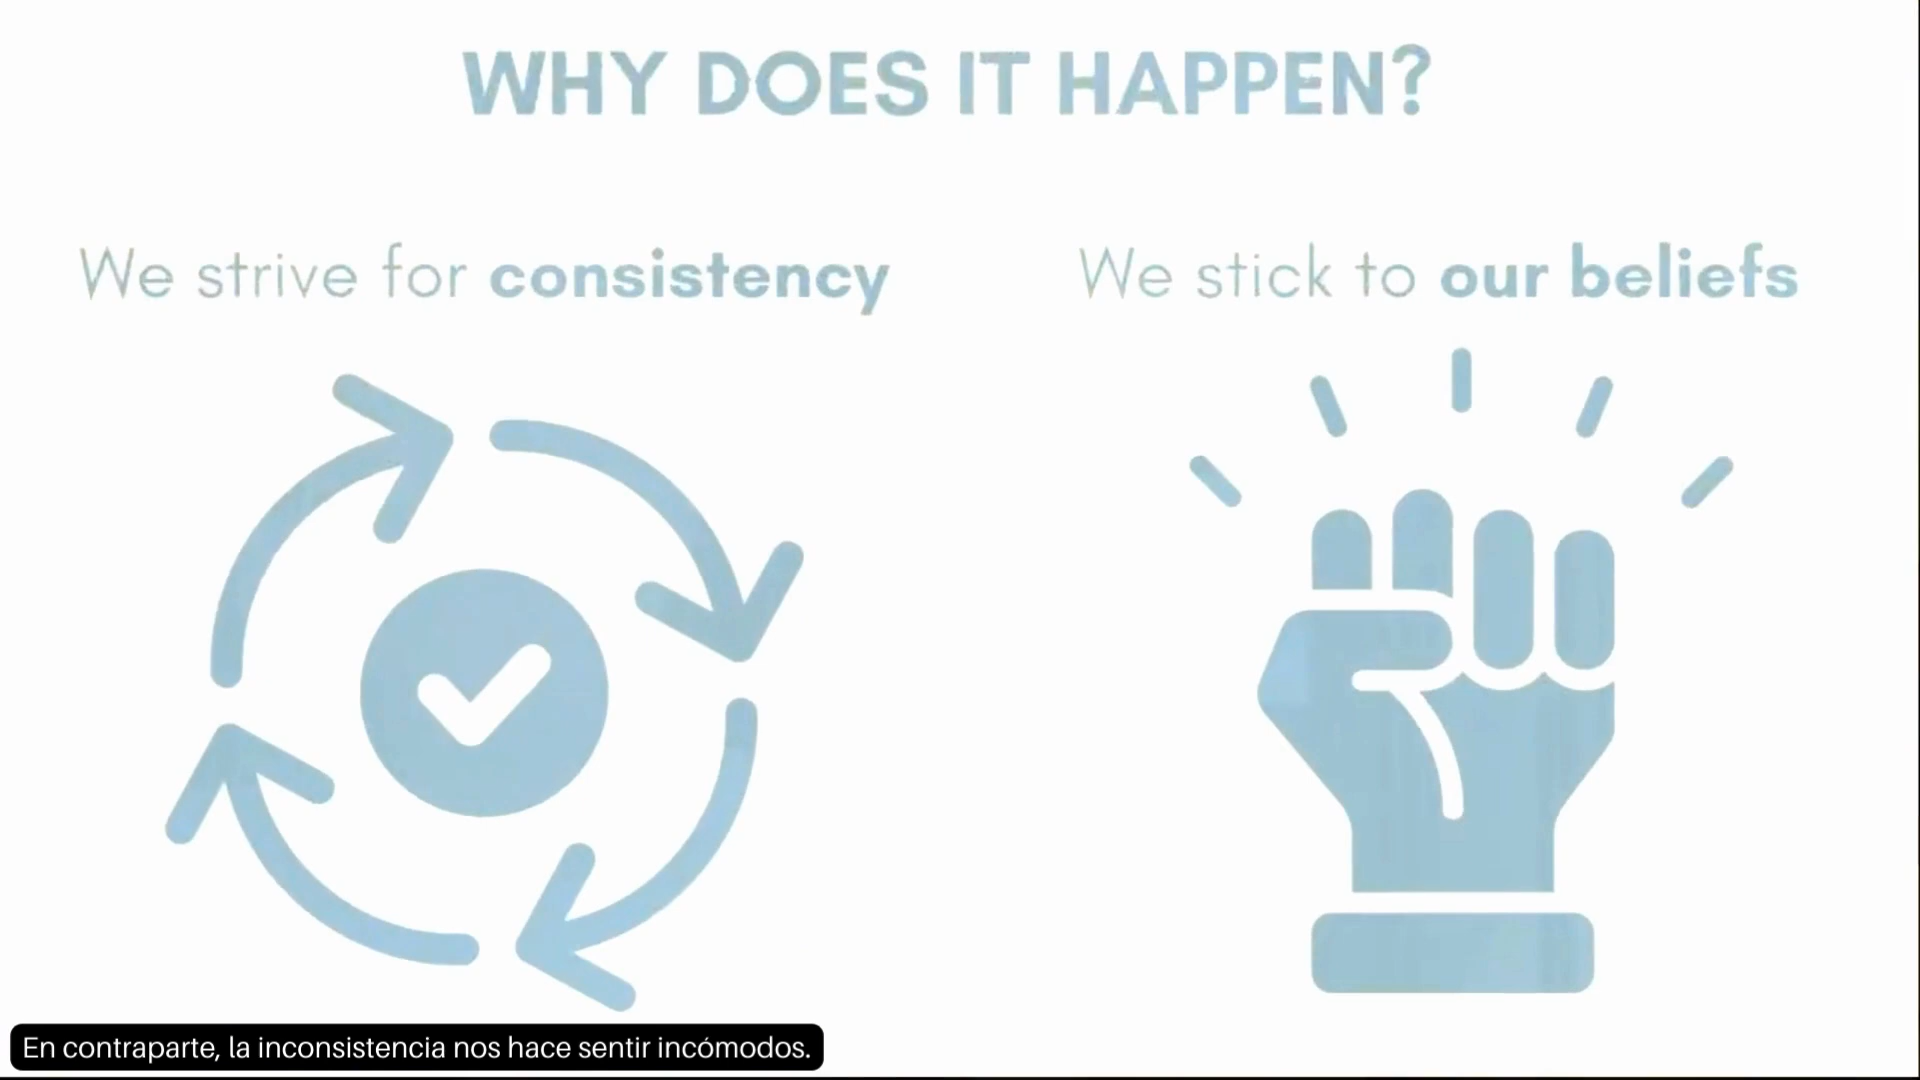 WHY DOES IT HAPPEN?
We strive for consistency
We stick to our beliefs
En contraparte, la inconsistencia nos hace sentir incómodos.